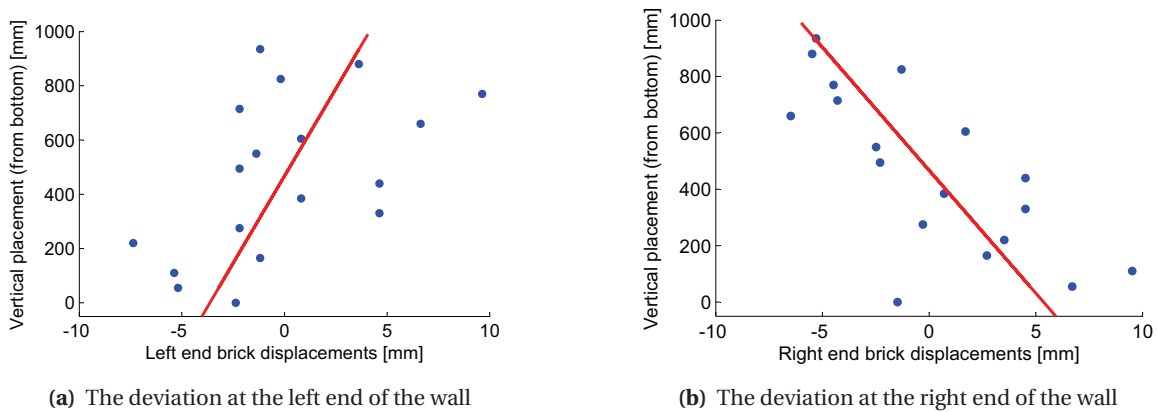 Vertical placement (from bottom) [mm]
1000
800
600
400
200
0
-10 -5 0 5 10
Left end brick displacements [mm]
(a) The deviation at the left end of the wall
Vertical placement (from bottom) [mm]
1000
800
600
400
200
0
-10 -5 0 5 10
Right end brick displacements [mm]
(b) The deviation at the right end of the wall